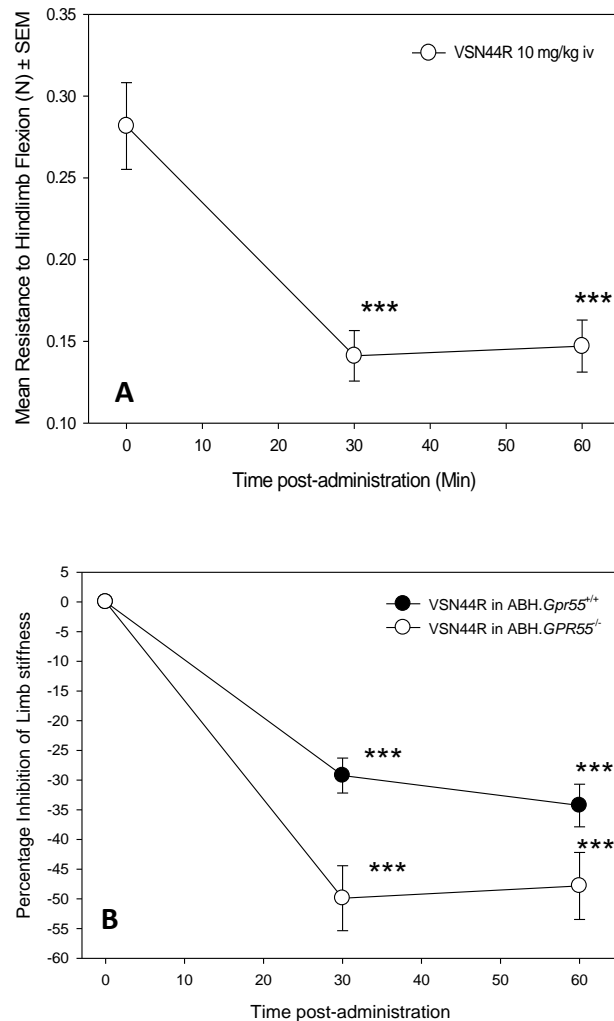 VSN44R 10 mg/kg iv
Mean Resistance to Hindlimb Flexion (N) ± SEM
0.35
0.30
0.25
0.20
0.15
0.10
***
***
A
0 10 20 30 40 50 60
Time post-administration (Min)
VSN44R in ABH.Gpr55+/+
VSN44R in ABH.GPR55-/-
Percentage Inhibition of Limb stiffness
5
0
-5
-10
-15
-20
-25
-30
-35
-40
-45
-50
-55
-60
***
***
***
***
B
0 10 20 30 40 50 60
Time post-administration